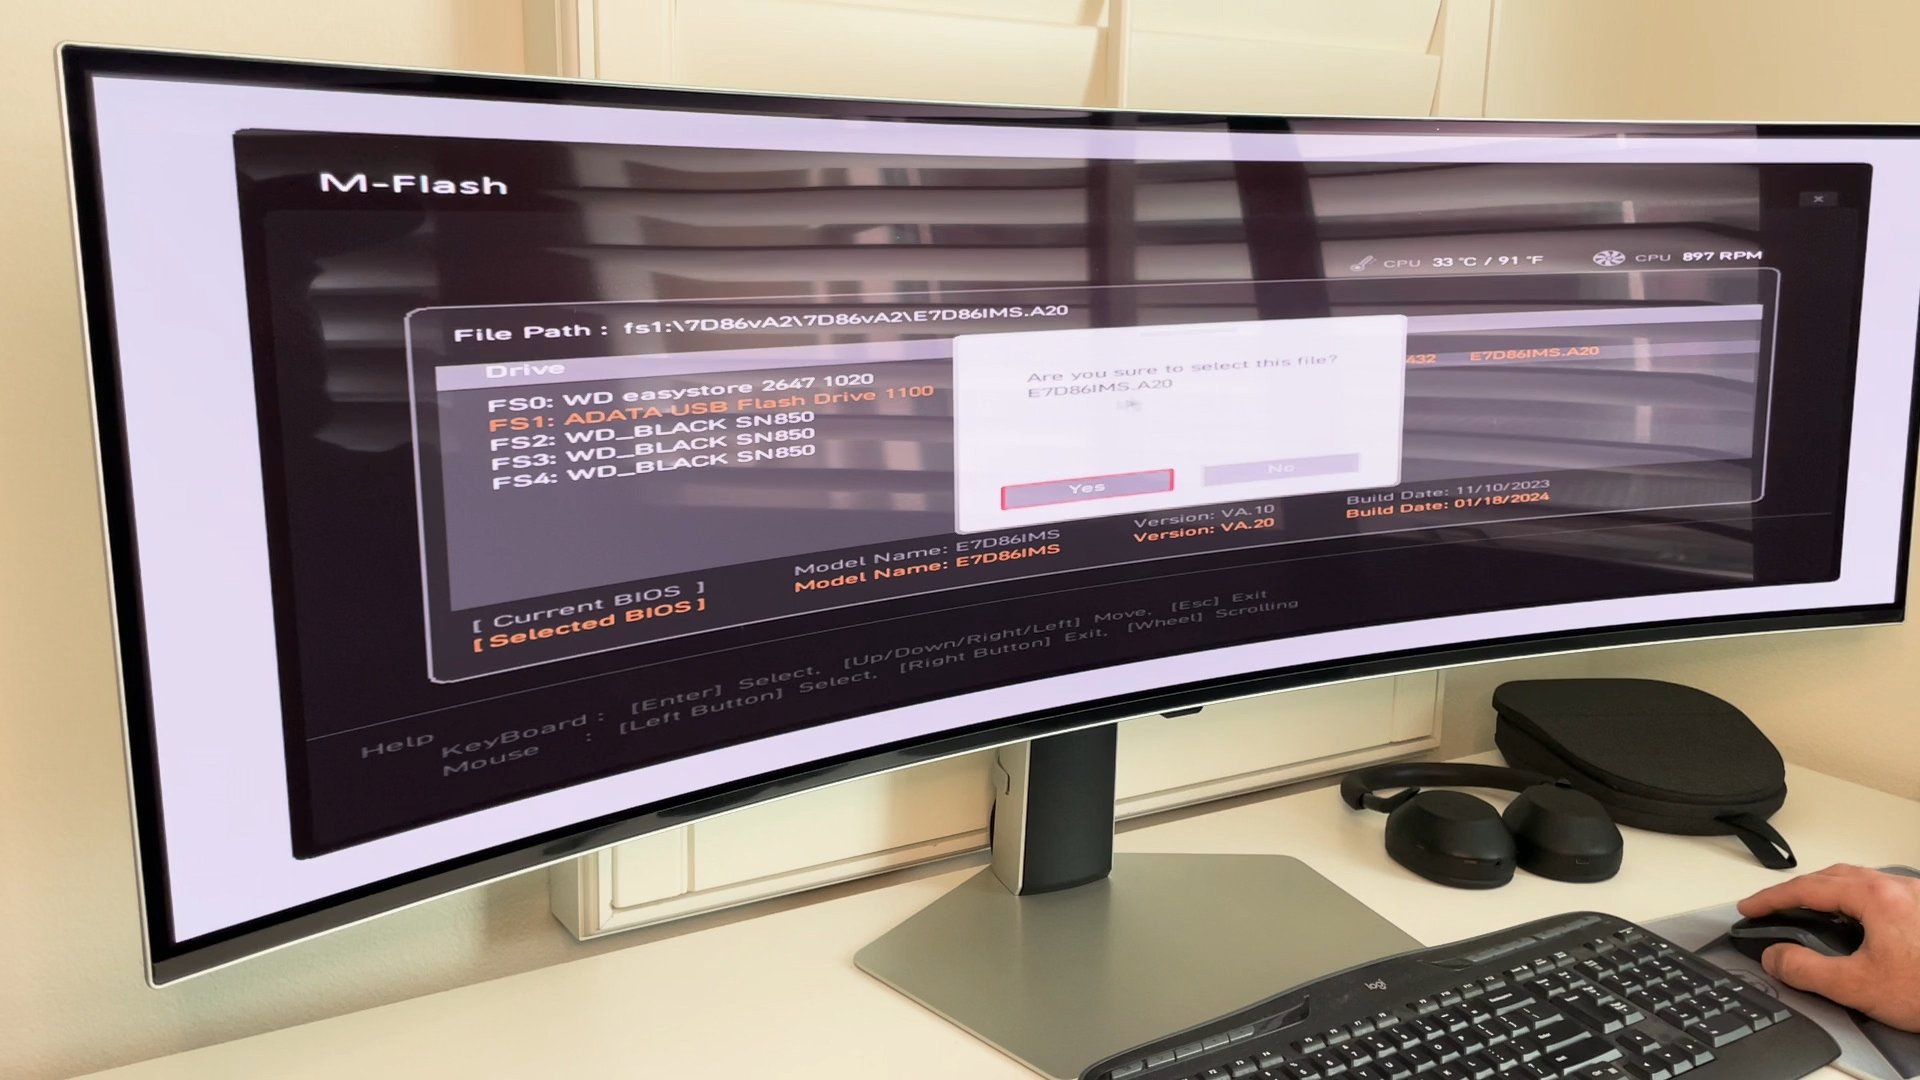 M-Flash
×
CPU 33 °C / 91 °F CPU 897 RPM
File Path : fs1:\7D86vA2\7D86vA2\E7D86IMS.A20
Drive
FS0: WD easystore 2647 1020
FS1: ADATA USB Flash Drive 1100
FS2: WD_BLACK SN850
FS3: WD_BLACK SN850
FS4: WD_BLACK SN850
432 E7D86IMS.A20
Are you sure to select this file?
E7D86IMS.A20
Yes No
[ Current BIOS ] Model Name: E7D86IMS Version: VA.10 Build Date: 11/10/2023
[ Selected BIOS ] Model Name: E7D86IMS Version: VA.20 Build Date: 01/18/2024
Help
KeyBoard : [Enter] Select, [Up/Down/Right/Left] Move, [Esc] Exit
Mouse : [Left Button] Select, [Right Button] Exit, [Wheel] Scrolling
logi